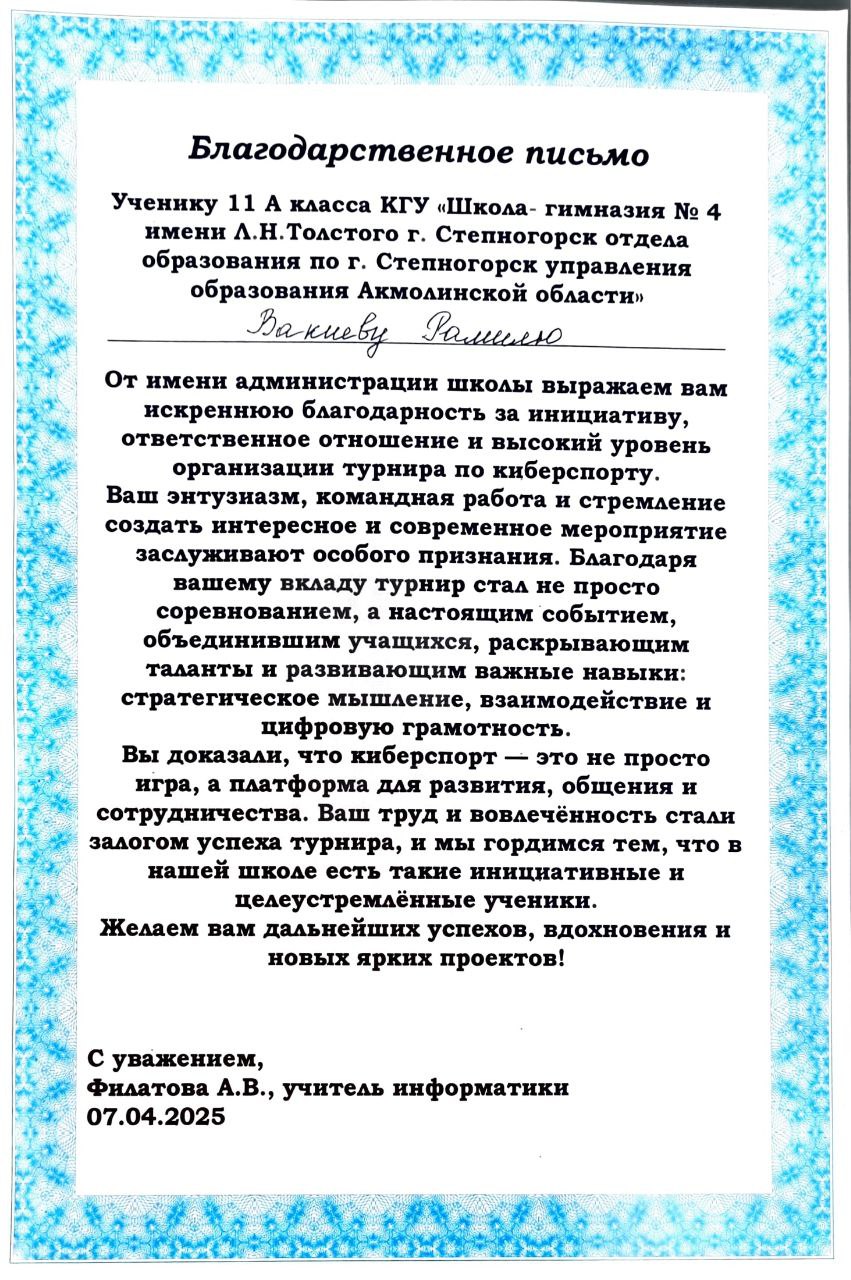 Благодарственное письмо
Ученику 11 А класса КГУ «Школа- гимназия № 4
имени Л.Н.Толстого г. Степногорск отдела
образования по г. Степногорск управления
образования Акмолинской области»
Вакиеву Рамилю
От имени администрации школы выражаем вам
искреннюю благодарность за инициативу,
ответственное отношение и высокий уровень
организации турнира по киберспорту.
Ваш энтузиазм, командная работа и стремление
создать интересное и современное мероприятие
заслуживают особого признания. Благодаря
вашему вкладу турнир стал не просто
соревнованием, а настоящим событием,
объединившим учащихся, раскрывающим
таланты и развивающим важные навыки:
стратегическое мышление, взаимодействие и
цифровую грамотность.
Вы доказали, что киберспорт — это не просто
игра, а платформа для развития, общения и
сотрудничества. Ваш труд и вовлечённость стали
залогом успеха турнира, и мы гордимся тем, что в
нашей школе есть такие инициативные и
целеустремлённые ученики.
Желаем вам дальнейших успехов, вдохновения и
новых ярких проектов!
С уважением,
Филатова А.В., учитель информатики
07.04.2025